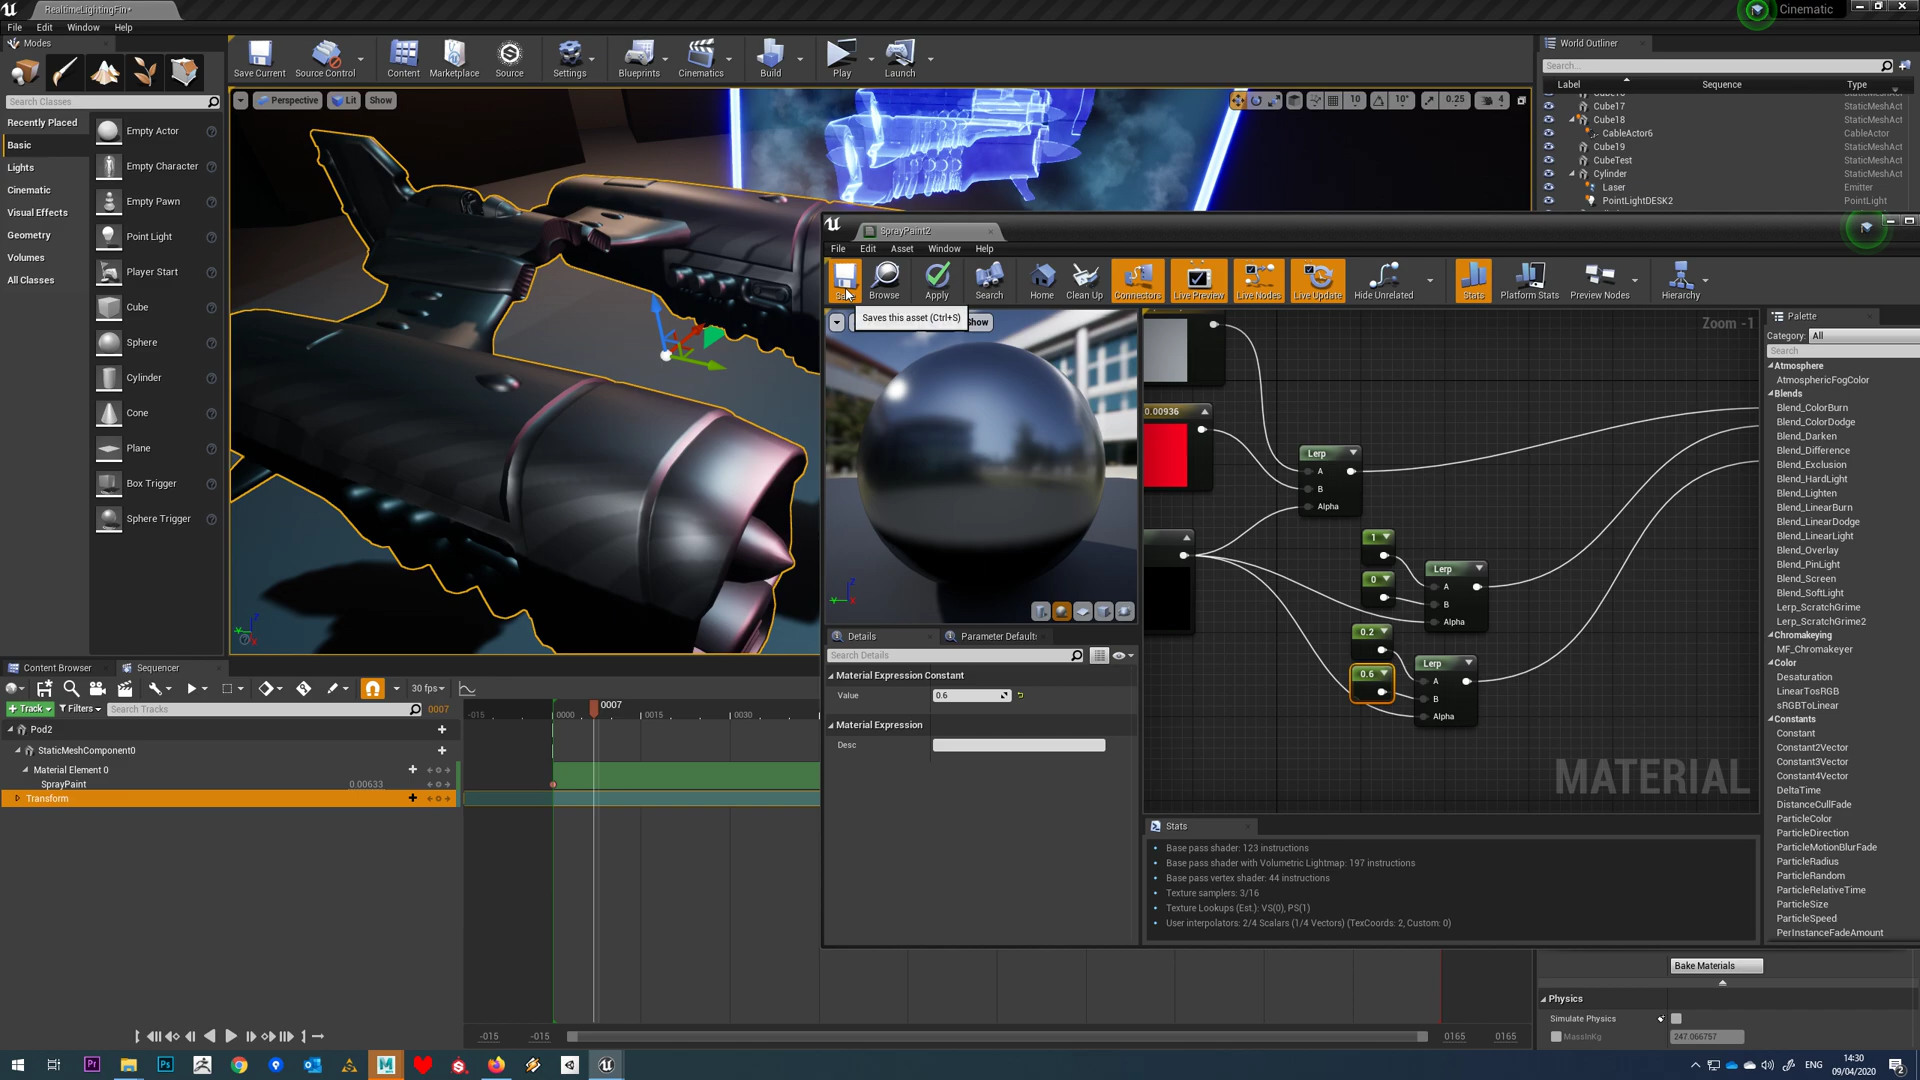 RealtimeLightingFin*
Cinematic
File Edit Window Help
Modes
Save Current
Source Control
Content
Marketplace
Source
Settings
Blueprints
Cinematics
Build
Play
Launch
World Outliner
Search...
Label Sequence Type
Search Classes
Perspective Lit Show
10 10° 0.25 4
Recently Placed
Basic
Lights
Cinematic
Visual Effects
Geometry
Volumes
All Classes
Empty Actor
Empty Character
Empty Pawn
Point Light
Player Start
Cube
Sphere
Cylinder
Cone
Plane
Box Trigger
Sphere Trigger
Cube17 StaticMeshAct
Cube18 StaticMeshAct
CableActor6 CableActor
Cube19 StaticMeshAct
CubeTest StaticMeshAct
Cylinder StaticMeshAct
Laser Emitter
PointLightDESK2 PointLight
SprayPaint2
File Edit Asset Window Help
Save
Browse
Apply
Search
Home
Clean Up
Connectors
Live Preview
Live Nodes
Live Update
Hide Unrelated
Stats
Platform Stats
Preview Nodes
Hierarchy
Saves this asset (Ctrl+S)
Show
Zoom -1
0.00936
Lerp
A
B
Alpha
1
0
Lerp
A
B
Alpha
0.2
0.6
Lerp
A
B
Alpha
MATERIAL
Palette
Category: All
Search
Atmosphere
AtmosphericFogColor
Blends
Blend_ColorBurn
Blend_ColorDodge
Blend_Darken
Blend_Difference
Blend_Exclusion
Blend_HardLight
Blend_Lighten
Blend_LinearBurn
Blend_LinearDodge
Blend_LinearLight
Blend_Overlay
Blend_PinLight
Blend_Screen
Blend_SoftLight
Lerp_ScratchGrime
Lerp_ScratchGrime2
Chromakeying
MF_Chromakeyer
Color
Desaturation
LinearTosRGB
sRGBToLinear
Constants
Constant
Constant2Vector
Constant3Vector
Constant4Vector
DeltaTime
DistanceCullFade
ParticleColor
ParticleDirection
ParticleMotionBlurFade
ParticleRadius
ParticleRandom
ParticleRelativeTime
ParticleSize
ParticleSpeed
PerInstanceFadeAmount
Details Parameter Defaults
Search Details
Material Expression Constant
Value 0.6
Material Expression
Desc
Stats
Base pass shader: 123 instructions
Base pass shader with Volumetric Lightmap: 197 instructions
Base pass vertex shader: 44 instructions
Texture samplers: 3/16
Texture Lookups (Est.): VS(0), PS(1)
User interpolators: 2/4 Scalars (1/4 Vectors) (TexCoords: 2, Custom: 0)
Content Browser Sequencer
30 fps
Track Filters Search Tracks 0007
-015 0000 0007 0015 0030
Pod2
StaticMeshComponent0
Material Element 0
SprayPaint 0.00633
Transform
-015 -015 0165 0165
Bake Materials
Physics
Simulate Physics
MassInKg 247.066757
ENG
14:30
09/04/2020
2